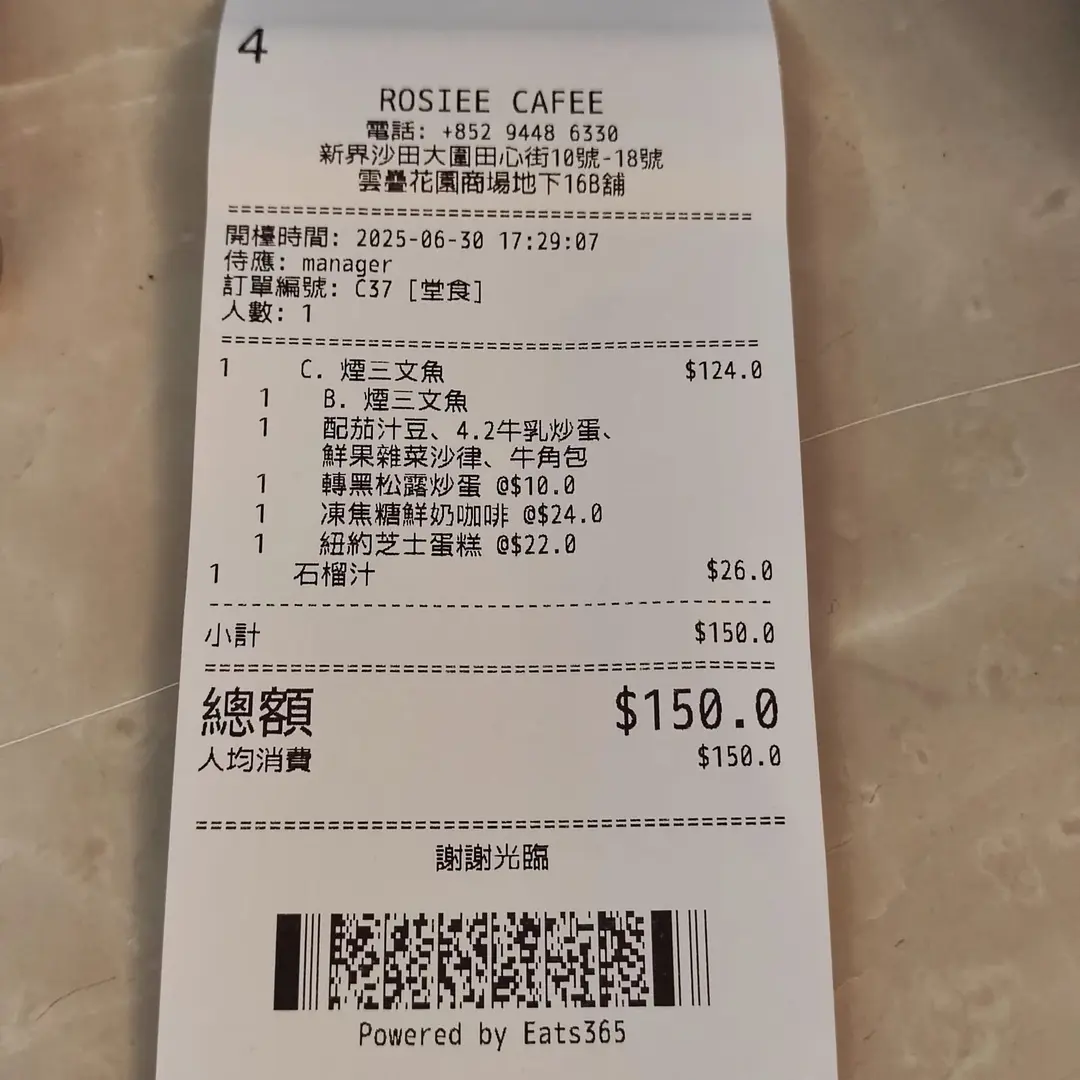 4
ROSIEE CAFEE
電話: +852 9448 6330
新界沙田大圍田心街10號-18號
雲疊花園商場地下16B舖
開檯時間: 2025-06-30 17:29:07
侍應: manager
訂單編號: C37 [堂食]
人數: 1
1 C. 煙三文魚 $124.0
1 B. 煙三文魚
1 配茄汁豆、4.2牛乳炒蛋、
鮮果雜菜沙律、牛角包
1 轉黑松露炒蛋 @$10.0
1 凍焦糖鮮奶咖啡 @$24.0
1 紐約芝士蛋糕 @$22.0
1 石榴汁 $26.0
小計 $150.0
總額 $150.0
人均消費 $150.0
謝謝光臨
Powered by Eats365